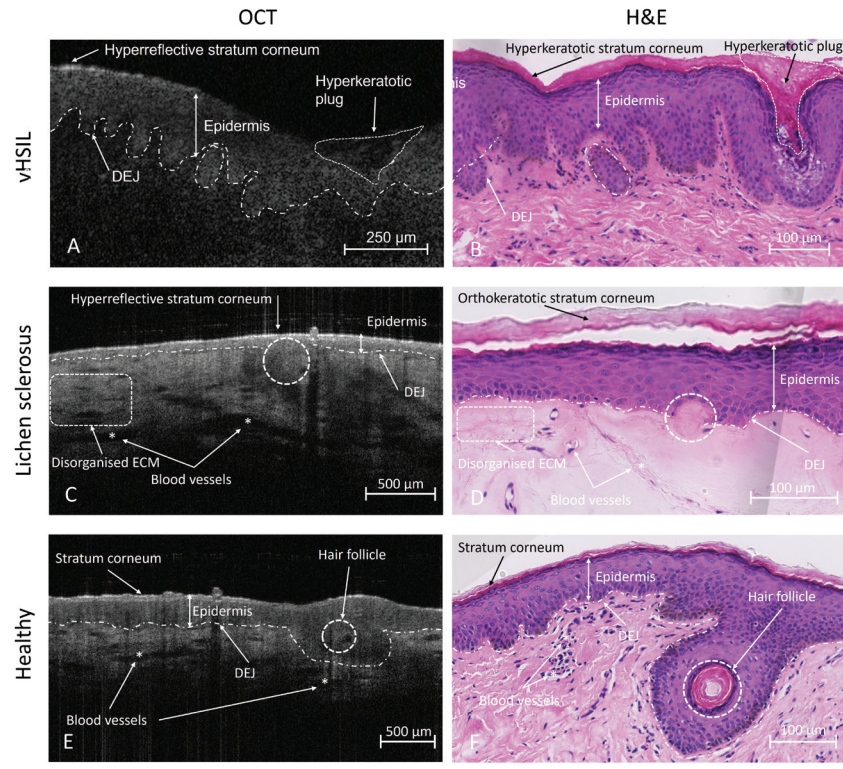 OCT
H&E
vHSIL
Hyperreflective stratum corneum
Hyperkeratotic
plug
Epidermis
DEJ
A
250 µm
Hyperkeratotic stratum corneum
Hyperkeratotic plug
mis
Epidermis
DEJ
B
100 µm
Lichen sclerosus
Hyperreflective stratum corneum
Epidermis
DEJ
*
*
Disorganised ECM
Blood vessels
C
500 µm
Orthokeratotic stratum corneum
Epidermis
Disorganised ECM
DEJ
*
Blood vessels
D
100 µm
Healthy
Stratum corneum
Hair follicle
Epidermis
DEJ
*
*
Blood vessels
E
500 µm
Stratum corneum
Epidermis
Hair follicle
DEJ
Blood vessels
F
100 µm